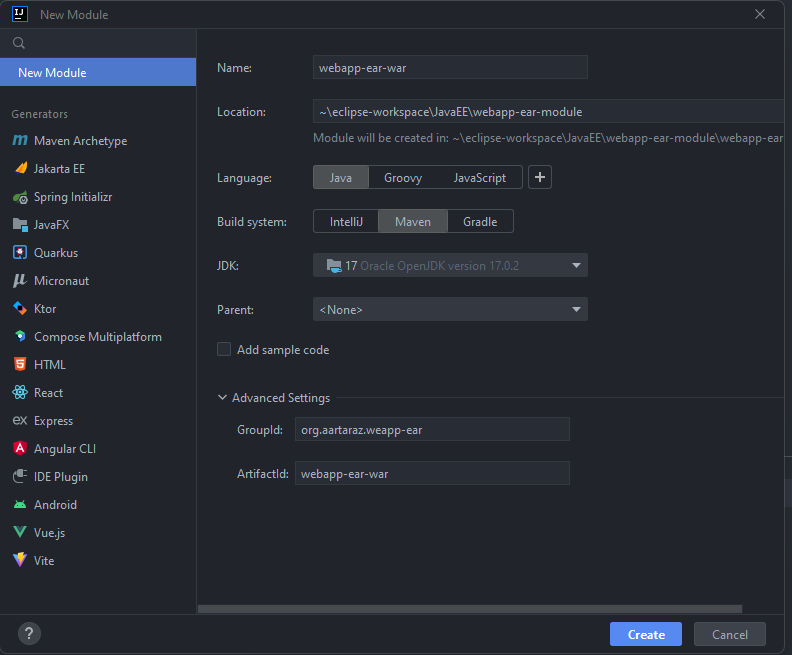 New Module
New Module
Generators
Maven Archetype
Jakarta EE
Spring Initializr
JavaFX
Quarkus
Micronaut
Ktor
Compose Multiplatform
HTML
React
Express
Angular CLI
IDE Plugin
Android
Vue.js
Vite
Name: webapp-ear-war
Location: ~\eclipse-workspace\JavaEE\webapp-ear-module
Module will be created in: ~\eclipse-workspace\JavaEE\webapp-ear-module\webapp-ear
Language: Java Groovy JavaScript +
Build system: IntelliJ Maven Gradle
JDK: 17 Oracle OpenJDK version 17.0.2
Parent: <None>
Add sample code
Advanced Settings
GroupId: org.aartaraz.weapp-ear
ArtifactId: webapp-ear-war
? Create Cancel